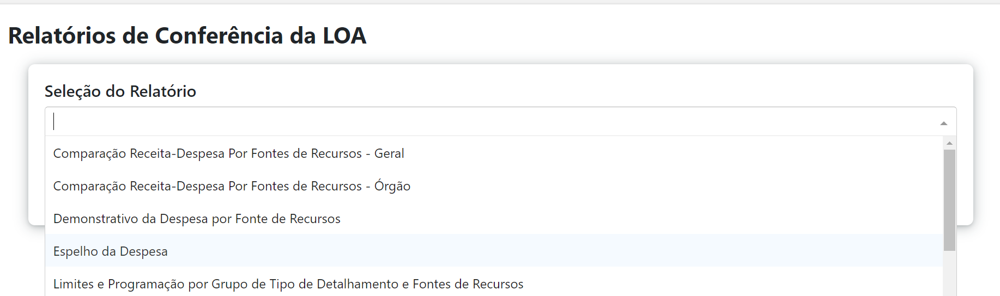 Relatórios de Conferência da LOA
Seleção do Relatório
Comparação Receita-Despesa Por Fontes de Recursos - Geral
Comparação Receita-Despesa Por Fontes de Recursos - Órgão
Demonstrativo da Despesa por Fonte de Recursos
Espelho da Despesa
Limites e Programação por Grupo de Tipo de Detalhamento e Fontes de Recursos